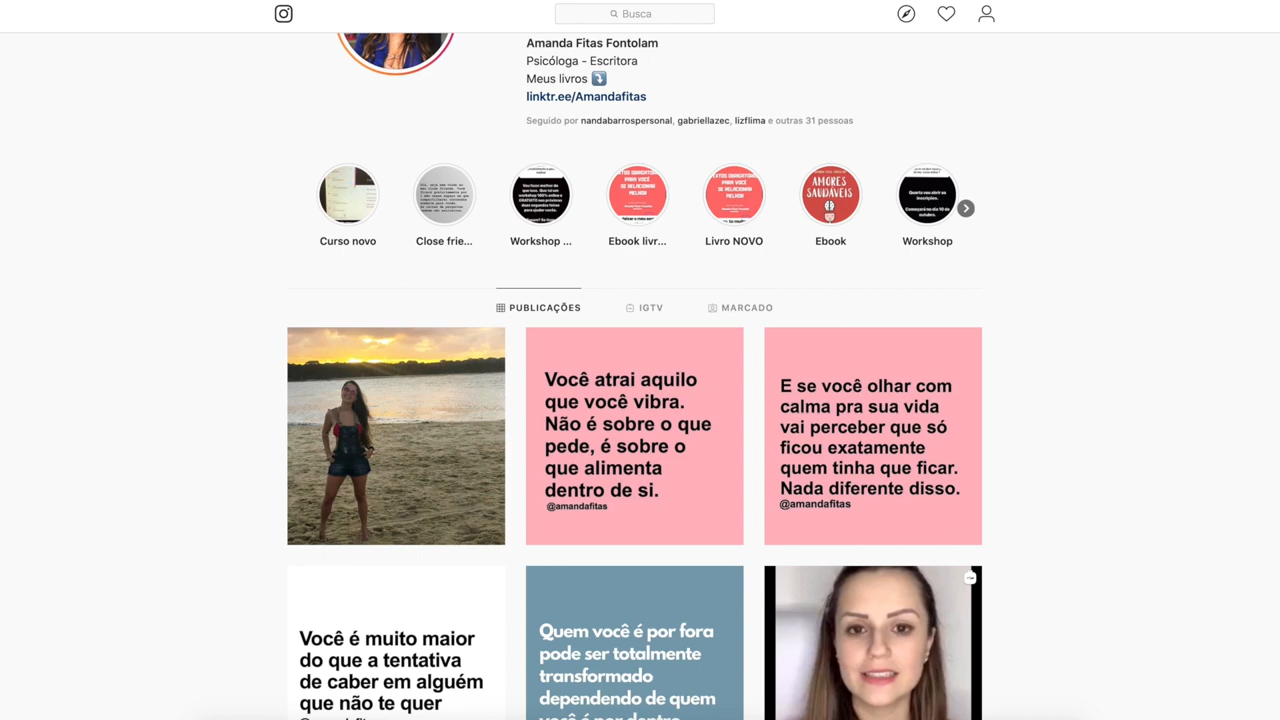 Busca
Amanda Fitas Fontolam
Psicóloga - Escritora
Meus livros
linktr.ee/Amandafitas
Seguido por nandabarrospersonal, gabriellazec, lizflima e outras 31 pessoas
Curso novo
Close frie...
Workshop ...
Ebook livr...
Livro NOVO
Ebook
Workshop
AMORES
SAUDÁVEIS
PUBLICAÇÕES
IGTV
MARCADO
Você atrai aquilo
que você vibra.
Não é sobre o que
pede, é sobre o
que alimenta
dentro de si.
@amandafitas
E se você olhar com
calma pra sua vida
vai perceber que só
ficou exatamente
quem tinha que ficar.
Nada diferente disso.
@amandafitas
Você é muito maior
do que a tentativa
de caber em alguém
que não te quer
Quem você é por fora
pode ser totalmente
transformado
dependendo de quem
você é por dentro